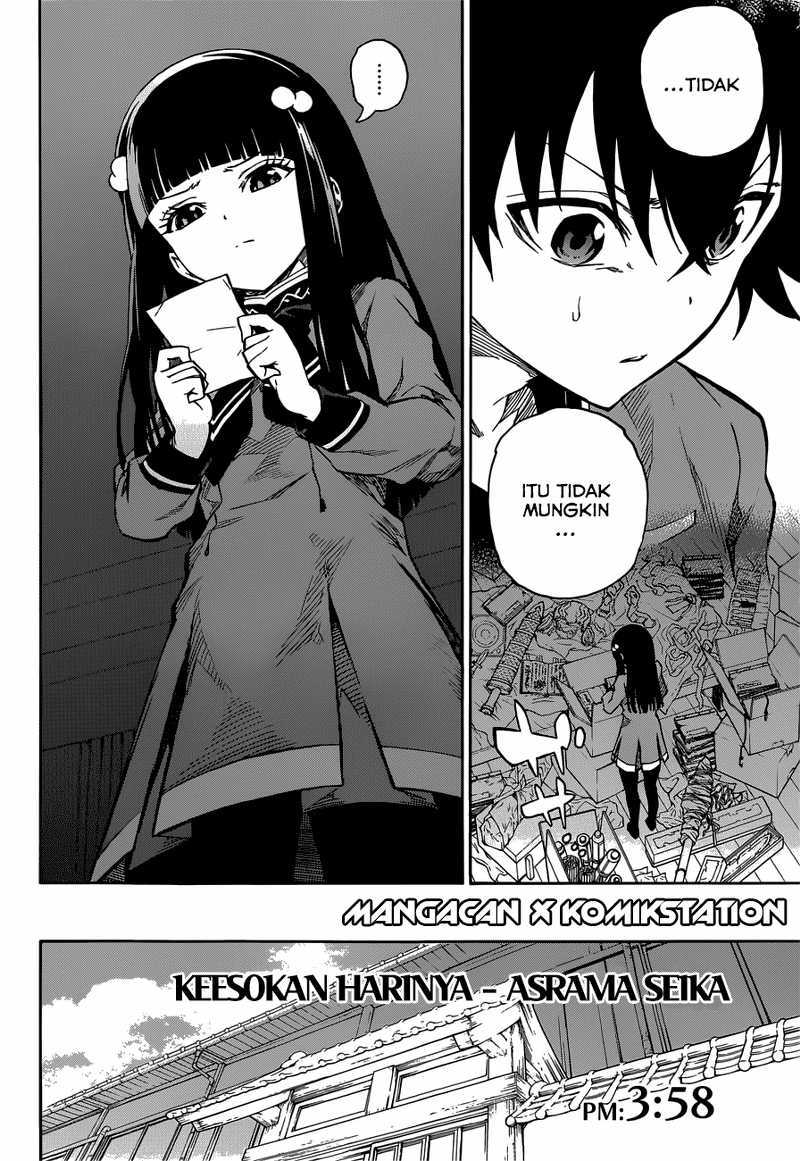 ...TIDAK
ITU TIDAK
MUNGKIN
...
......
MANGACAN X KOMIKSTATION
KEESOKAN HARINYA - ASRAMA SEIKA
PM:3:58